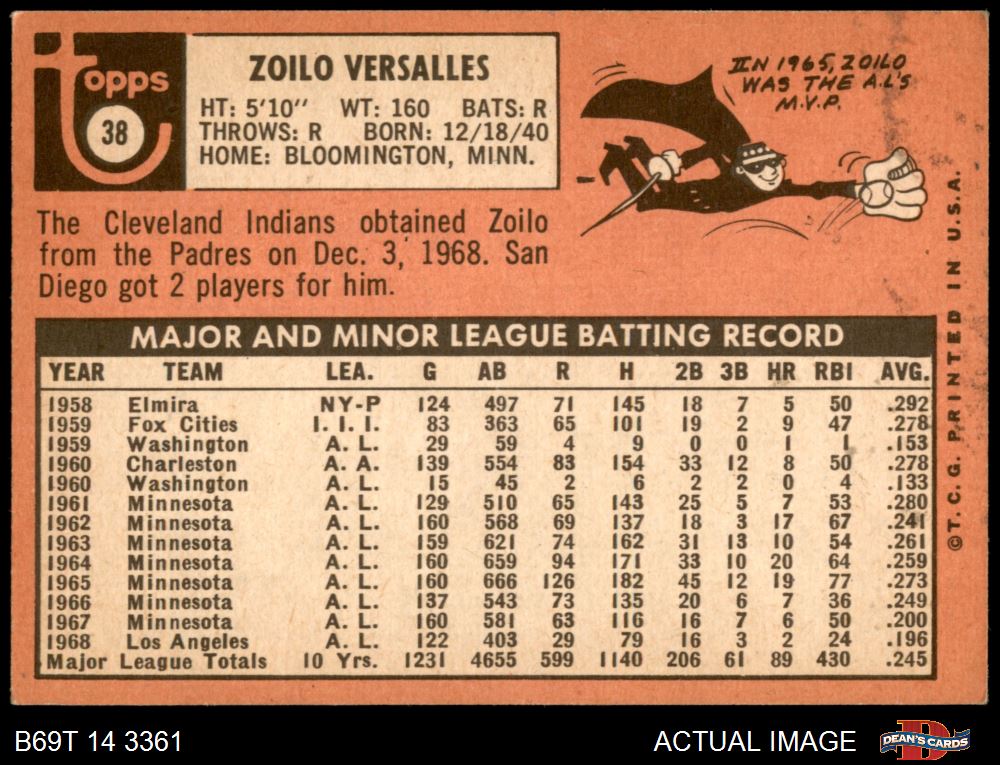 topps
38
ZOILO VERSALLES
HT: 5'10" WT: 160 BATS: R
THROWS: R BORN: 12/18/40
HOME: BLOOMINGTON, MINN.
IN 1965, ZOILO
WAS THE A.L'S
M.V.P.
The Cleveland Indians obtained Zoilo
from the Padres on Dec. 3, 1968. San
Diego got 2 players for him.
MAJOR AND MINOR LEAGUE BATTING RECORD
YEAR TEAM LEA. G AB R H 2B 3B HR RBI AVG.
1958 Elmira NY-P 124 497 71 145 18 7 5 50 .292
1959 Fox Cities I. I. I. 83 363 65 101 19 2 9 47 .278
1959 Washington A. L. 29 59 4 9 0 0 1 1 .153
1960 Charleston A. A. 139 554 83 154 33 12 8 50 .278
1960 Washington A. L. 15 45 2 6 2 2 0 4 .133
1961 Minnesota A. L. 129 510 65 143 25 5 7 53 .280
1962 Minnesota A. L. 160 568 69 137 18 3 17 67 .241
1963 Minnesota A. L. 159 621 74 162 31 13 10 54 .261
1964 Minnesota A. L. 160 659 94 171 33 10 20 64 .259
1965 Minnesota A. L. 160 666 126 182 45 12 19 77 .273
1966 Minnesota A. L. 137 543 73 135 20 6 7 36 .249
1967 Minnesota A. L. 160 581 63 116 16 7 6 50 .200
1968 Los Angeles A. L. 122 403 29 79 16 3 2 24 .196
Major League Totals 10 Yrs. 1231 4655 599 1140 206 61 89 430 .245
©T. C. G. PRINTED IN U.S.A.
B69T 14 3361
ACTUAL IMAGE
D
DEAN'S CARDS